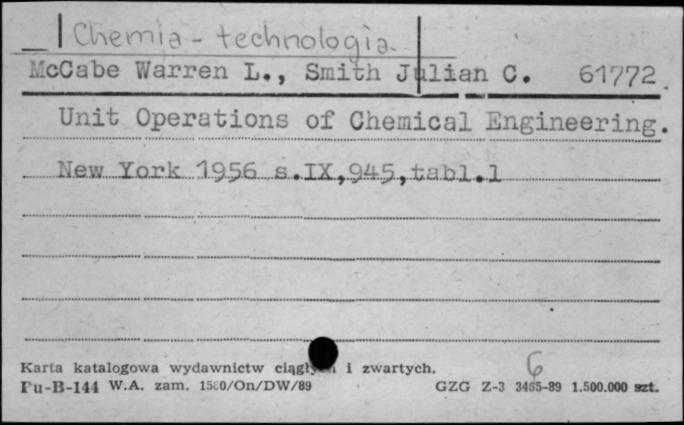 Chemia - technologia.
McCabe Warren L., Smith Julian C. 61772
Unit Operations of Chemical Engineering.
New York 1956 s.IX,945,tabl.1
6
Karta katalogowa wydawnictw i zwartych.
Pu-B-144 W.A. zam. 1580/On/DW/89 GZG Z-3 3465-89 1.500.000 szt.